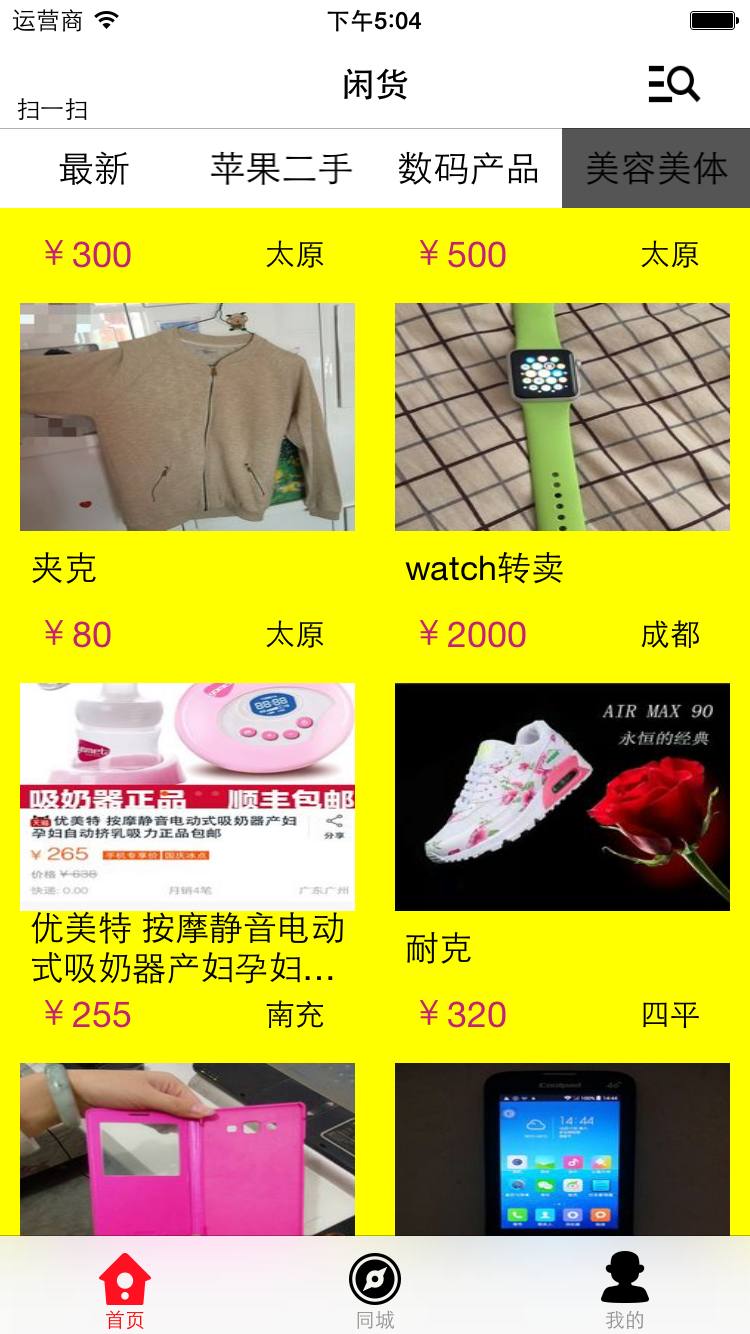 运营商 下午5:04
闲货
扫一扫
最新 苹果二手 数码产品 美容美体
￥300 太原 ￥500 太原
夹克 watch转卖
￥80 太原 ￥2000 成都
AIR MAX 90
永恒的经典
吸奶器正品 顺丰包邮
优美特 按摩静音电动式吸奶器产妇
孕妇自动挤乳吸力正品包邮
分享
￥265 手机专享价 国庆冰点
价格 ￥638
快递: 0.00 月销4笔 广东广州
优美特 按摩静音电动
式吸奶器产妇孕妇... 耐克
￥255 南充 ￥320 四平
Coolpad 4G
14:44
首页 同城 我的